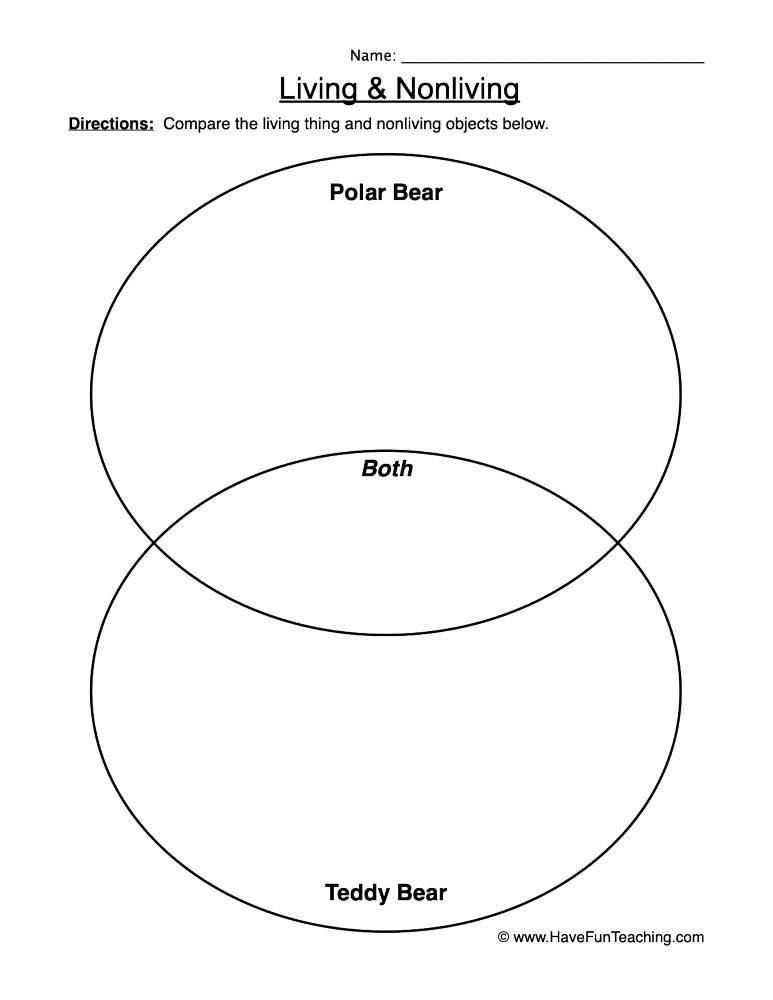 Name: ___________________________________
Living & Nonliving
Directions: Compare the living thing and nonliving objects below.
Polar Bear
Both
Teddy Bear
© www.HaveFunTeaching.com